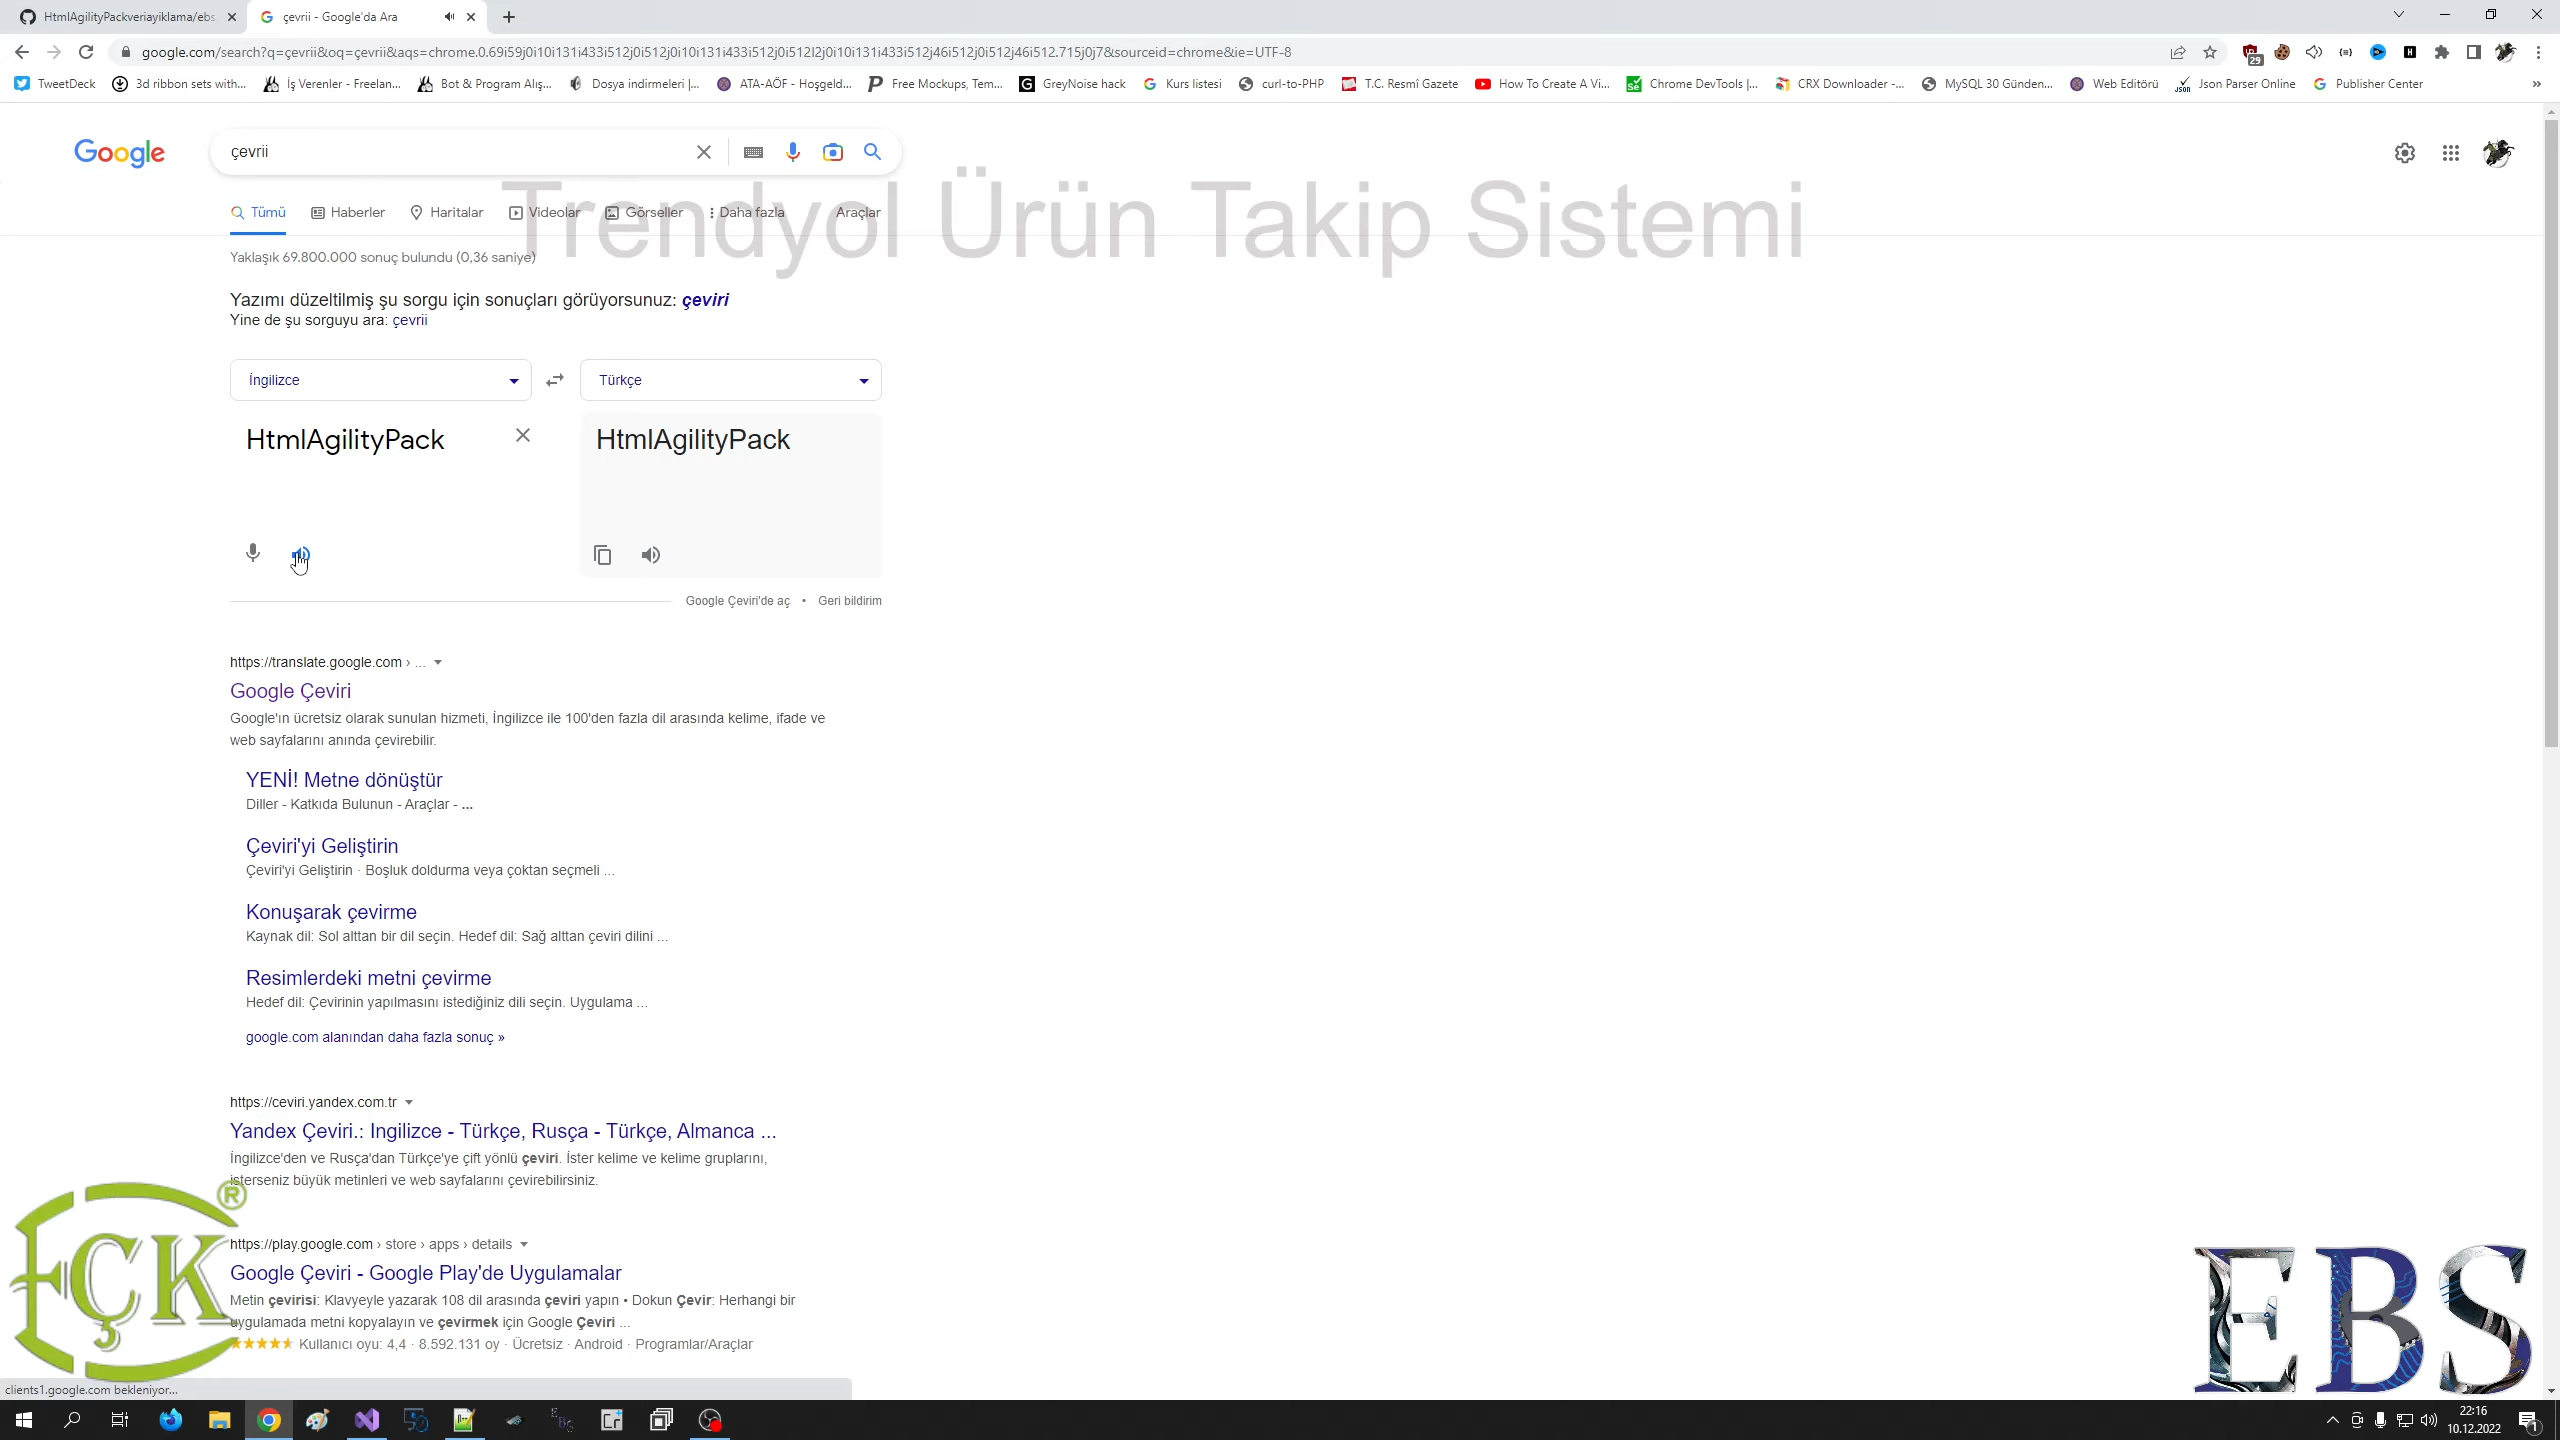 HtmlAgilityPackveriayiklama/ebs
çevrii - Google'da Ara
google.com/search?q=çevrii&oq=çevrii&aqs=chrome.0.69i59j0i10i131i433i512j0i512j0i10i131i433i512j0i512l2j0i10i131i433i512j46i512j0i512j46i512.715j0j7&sourceid=chrome&ie=UTF-8
29
TweetDeck 3d ribbon sets with... İş Verenler - Freelan... Bot & Program Alış... Dosya indirmeleri |... ATA-AÖF - Hoşgeld... Free Mockups, Tem... GreyNoise hack Kurs listesi curl-to-PHP T.C. Resmî Gazete How To Create A Vi... Chrome DevTools |... CRX Downloader -... MySQL 30 Günden... Web Editörü Json Parser Online Publisher Center
Google
çevrii
Trendyol Ürün Takip Sistemi
Tümü Haberler Haritalar Videolar Görseller Daha fazla Araçlar
Yaklaşık 69.800.000 sonuç bulundu (0,36 saniye)
Yazımı düzeltilmiş şu sorgu için sonuçları görüyorsunuz: çeviri
Yine de şu sorguyu ara: çevrii
İngilizce
Türkçe
HtmlAgilityPack
HtmlAgilityPack
Google Çeviri'de aç • Geri bildirim
https://translate.google.com › ...
Google Çeviri
Google'ın ücretsiz olarak sunulan hizmeti, İngilizce ile 100'den fazla dil arasında kelime, ifade ve
web sayfalarını anında çevirebilir.
YENİ! Metne dönüştür
Diller - Katkıda Bulunun - Araçlar - ...
Çeviri'yi Geliştirin
Çeviri'yi Geliştirin · Boşluk doldurma veya çoktan seçmeli ...
Konuşarak çevirme
Kaynak dil: Sol alttan bir dil seçin. Hedef dil: Sağ alttan çeviri dilini ...
Resimlerdeki metni çevirme
Hedef dil: Çevirinin yapılmasını istediğiniz dili seçin. Uygulama ...
google.com alanından daha fazla sonuç »
https://ceviri.yandex.com.tr
Yandex Çeviri.: Ingilizce - Türkçe, Rusça - Türkçe, Almanca ...
İngilizce'den ve Rusça'dan Türkçe'ye çift yönlü çeviri. İster kelime ve kelime gruplarını,
isterseniz büyük metinleri ve web sayfalarını çevirebilirsiniz.
https://play.google.com › store › apps › details
Google Çeviri - Google Play'de Uygulamalar
Metin çevirisi: Klavyeyle yazarak 108 dil arasında çeviri yapın • Dokun Çevir: Herhangi bir
uygulamada metni kopyalayın ve çevirmek için Google Çeviri ...
Kullanıcı oyu: 4,4 · 8.592.131 oy · Ücretsiz · Android · Programlar/Araçlar
ÇK ®
EBS
clients1.google.com bekleniyor...
22:16
10.12.2022
1